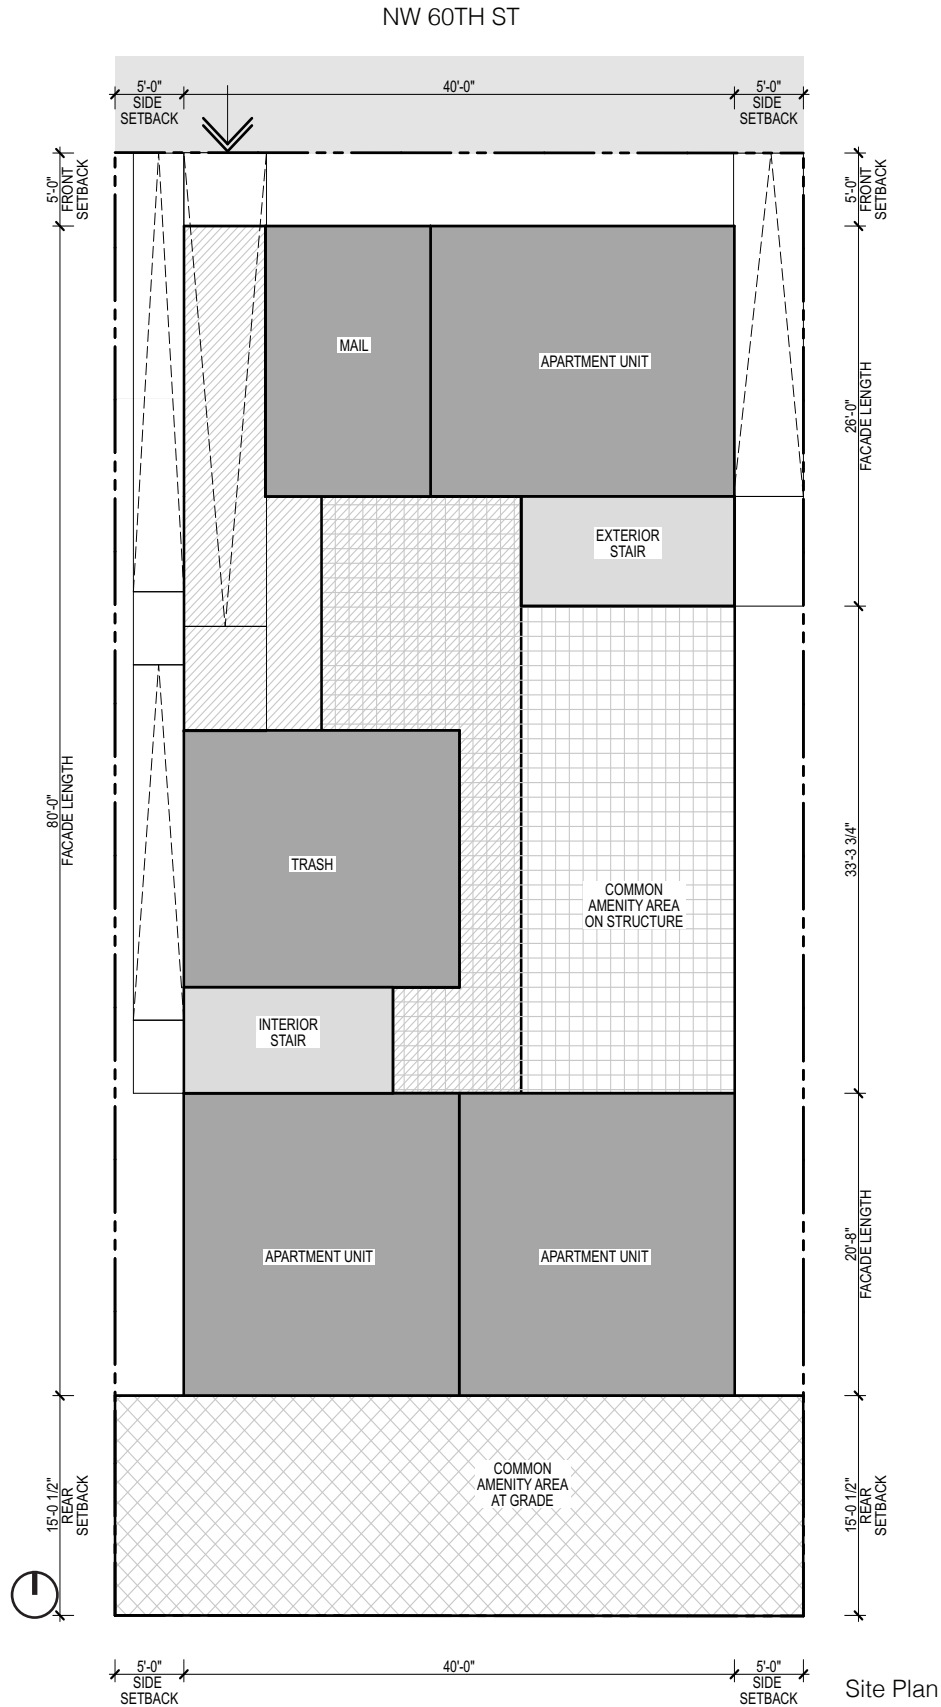 NW 60TH ST
5'-0"
SIDE
SETBACK
40'-0"
5'-0"
SIDE
SETBACK
5'-0"
FRONT
SETBACK
5'-0"
FRONT
SETBACK
MAIL
APARTMENT UNIT
26'-0"
FACADE LENGTH
EXTERIOR
STAIR
80'-0"
FACADE LENGTH
TRASH
33'-3 3/4"
COMMON
AMENITY AREA
ON STRUCTURE
INTERIOR
STAIR
APARTMENT UNIT
APARTMENT UNIT
20'-8"
FACADE LENGTH
15'-0 1/2"
REAR
SETBACK
COMMON
AMENITY AREA
AT GRADE
15'-0 1/2"
REAR
SETBACK
5'-0"
SIDE
SETBACK
40'-0"
5'-0"
SIDE
SETBACK
Site Plan